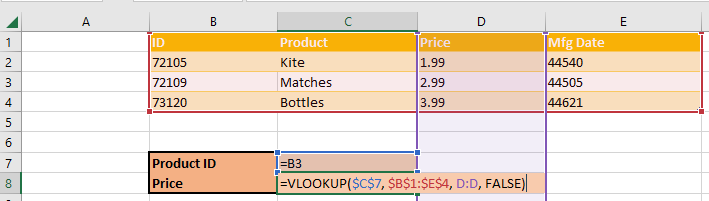 A B C D E
1 ID Product Price Mfg Date
2 72105 Kite 1.99 44540
3 72109 Matches 2.99 44505
4 73120 Bottles 3.99 44621
5
6
7 Product ID =B3
8 Price =VLOOKUP($C$7, $B$1:$E$4, D:D, FALSE)